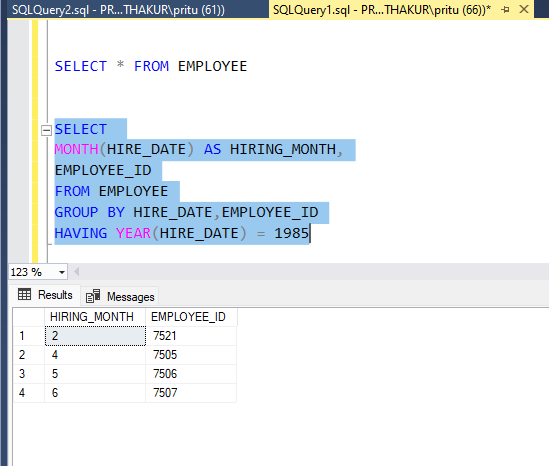 SQLQuery2.sql - PR...THAKUR\pritu (61))
SQLQuery1.sql - PR...THAKUR\pritu (66))*
SELECT * FROM EMPLOYEE
SELECT
MONTH(HIRE_DATE) AS HIRING_MONTH,
EMPLOYEE_ID
FROM EMPLOYEE
GROUP BY HIRE_DATE,EMPLOYEE_ID
HAVING YEAR(HIRE_DATE) = 1985
123 %
Results Messages
HIRING_MONTH EMPLOYEE_ID
1 2 7521
2 4 7505
3 5 7506
4 6 7507